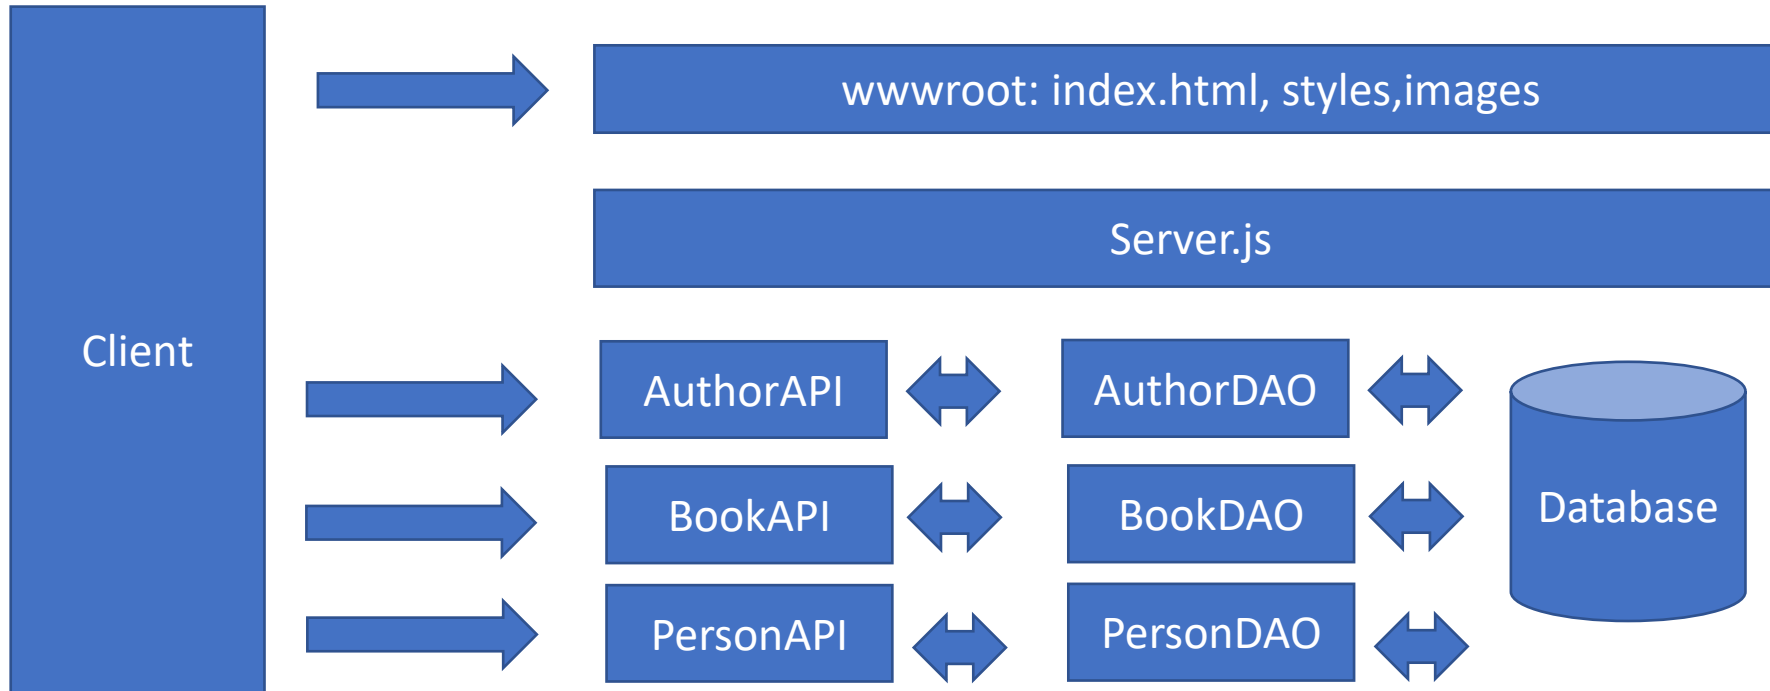 wwwroot: index.html, styles,images
Server.js
Client
AuthorAPI
AuthorDAO
BookAPI
BookDAO
Database
PersonAPI
PersonDAO